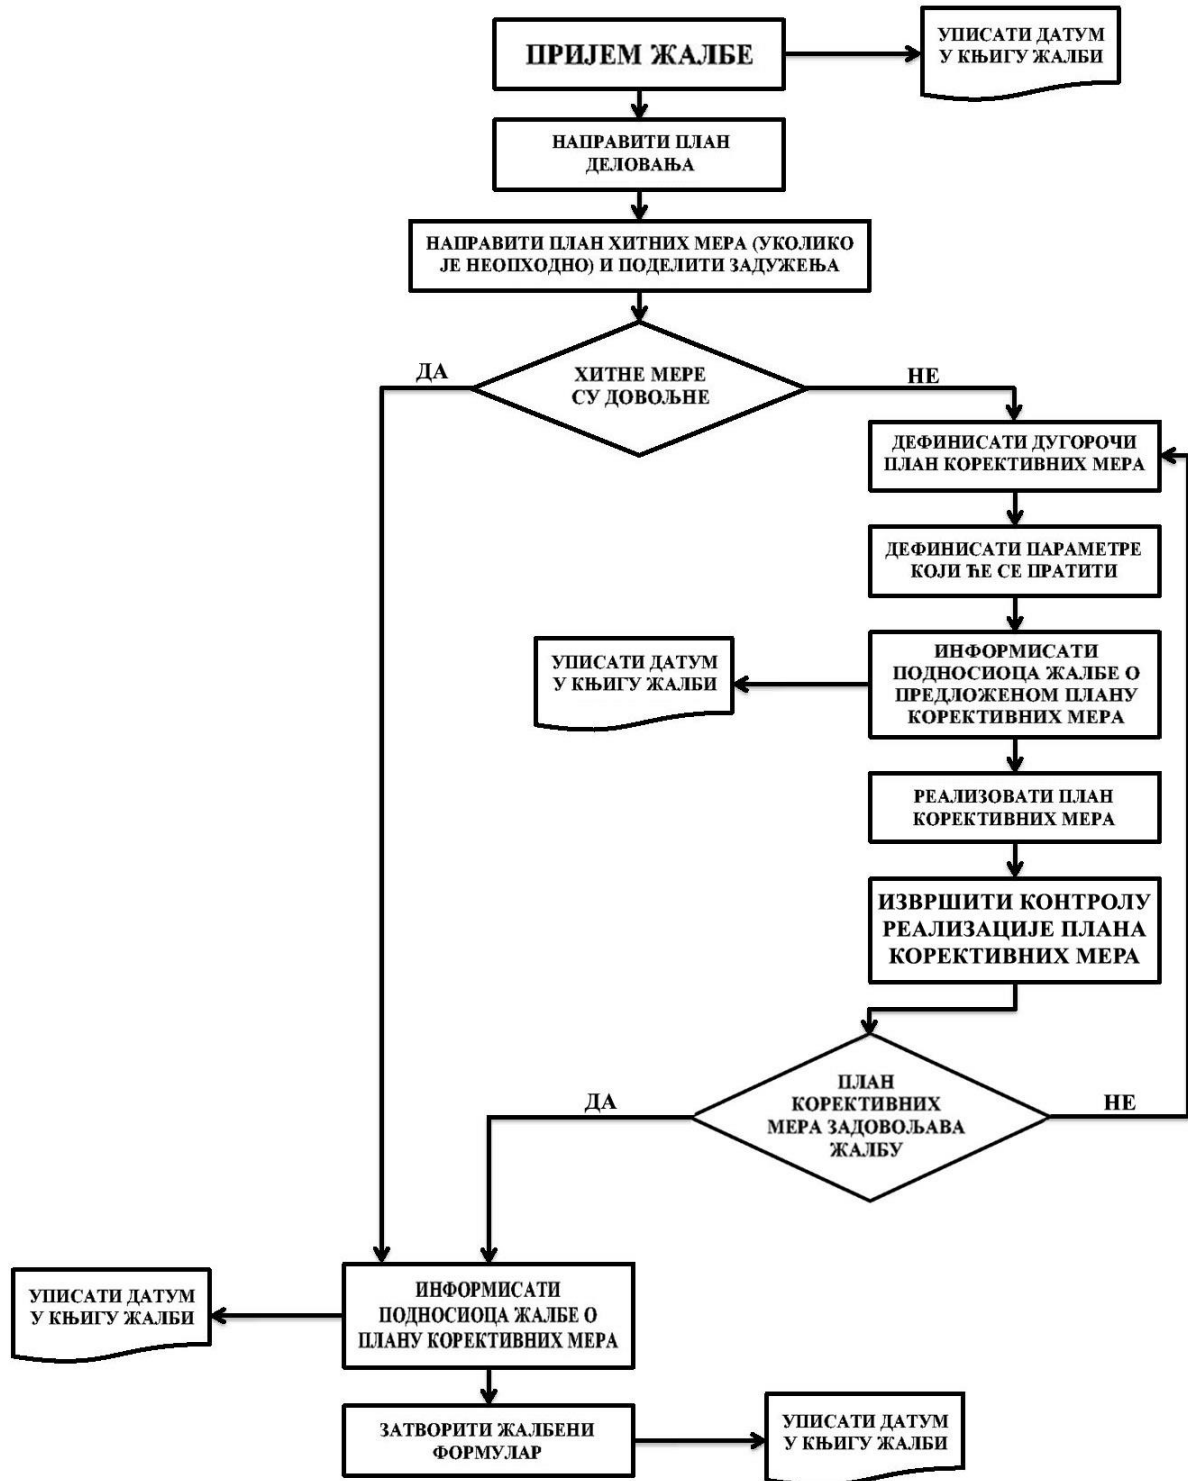 ПРИЈЕМ ЖАЛБЕ
УПИСАТИ ДАТУМ
У КЊИГУ ЖАЛБИ
НАПРАВИТИ ПЛАН
ДЕЛОВАЊА
НАПРАВИТИ ПЛАН ХИТНИХ МЕРА (УКОЛИКО
ЈЕ НЕОПХОДНО) И ПОДЕЛИТИ ЗАДУЖЕЊА
ДА
ХИТНЕ МЕРЕ
СУ ДОВОЉНЕ
НЕ
ДЕФИНИСАТИ ДУГОРОЧИ
ПЛАН КОРЕКТИВНИХ МЕРА
ДЕФИНИСАТИ ПАРАМЕТРЕ
КОЈИ ЋЕ СЕ ПРАТИТИ
ИНФОРМИСАТИ
ПОДНОСИОЦА ЖАЛБЕ О
ПРЕДЛОЖЕНОМ ПЛАНУ
КОРЕКТИВНИХ МЕРА
УПИСАТИ ДАТУМ
У КЊИГУ ЖАЛБИ
РЕАЛИЗОВАТИ ПЛАН
КОРЕКТИВНИХ МЕРА
ИЗВРШИТИ КОНТРОЛУ
РЕАЛИЗАЦИЈЕ ПЛАНА
КОРЕКТИВНИХ МЕРА
ДА
ПЛАН
КОРЕКТИВНИХ
МЕРА ЗАДОВОЉАВА
ЖАЛБУ
НЕ
ИНФОРМИСАТИ
ПОДНОСИОЦА ЖАЛБЕ О
ПЛАНУ КОРЕКТИВНИХ МЕРА
УПИСАТИ ДАТУМ
У КЊИГУ ЖАЛБИ
ЗАТВОРИТИ ЖАЛБЕНИ
ФОРМУЛАР
УПИСАТИ ДАТУМ
У КЊИГУ ЖАЛБИ